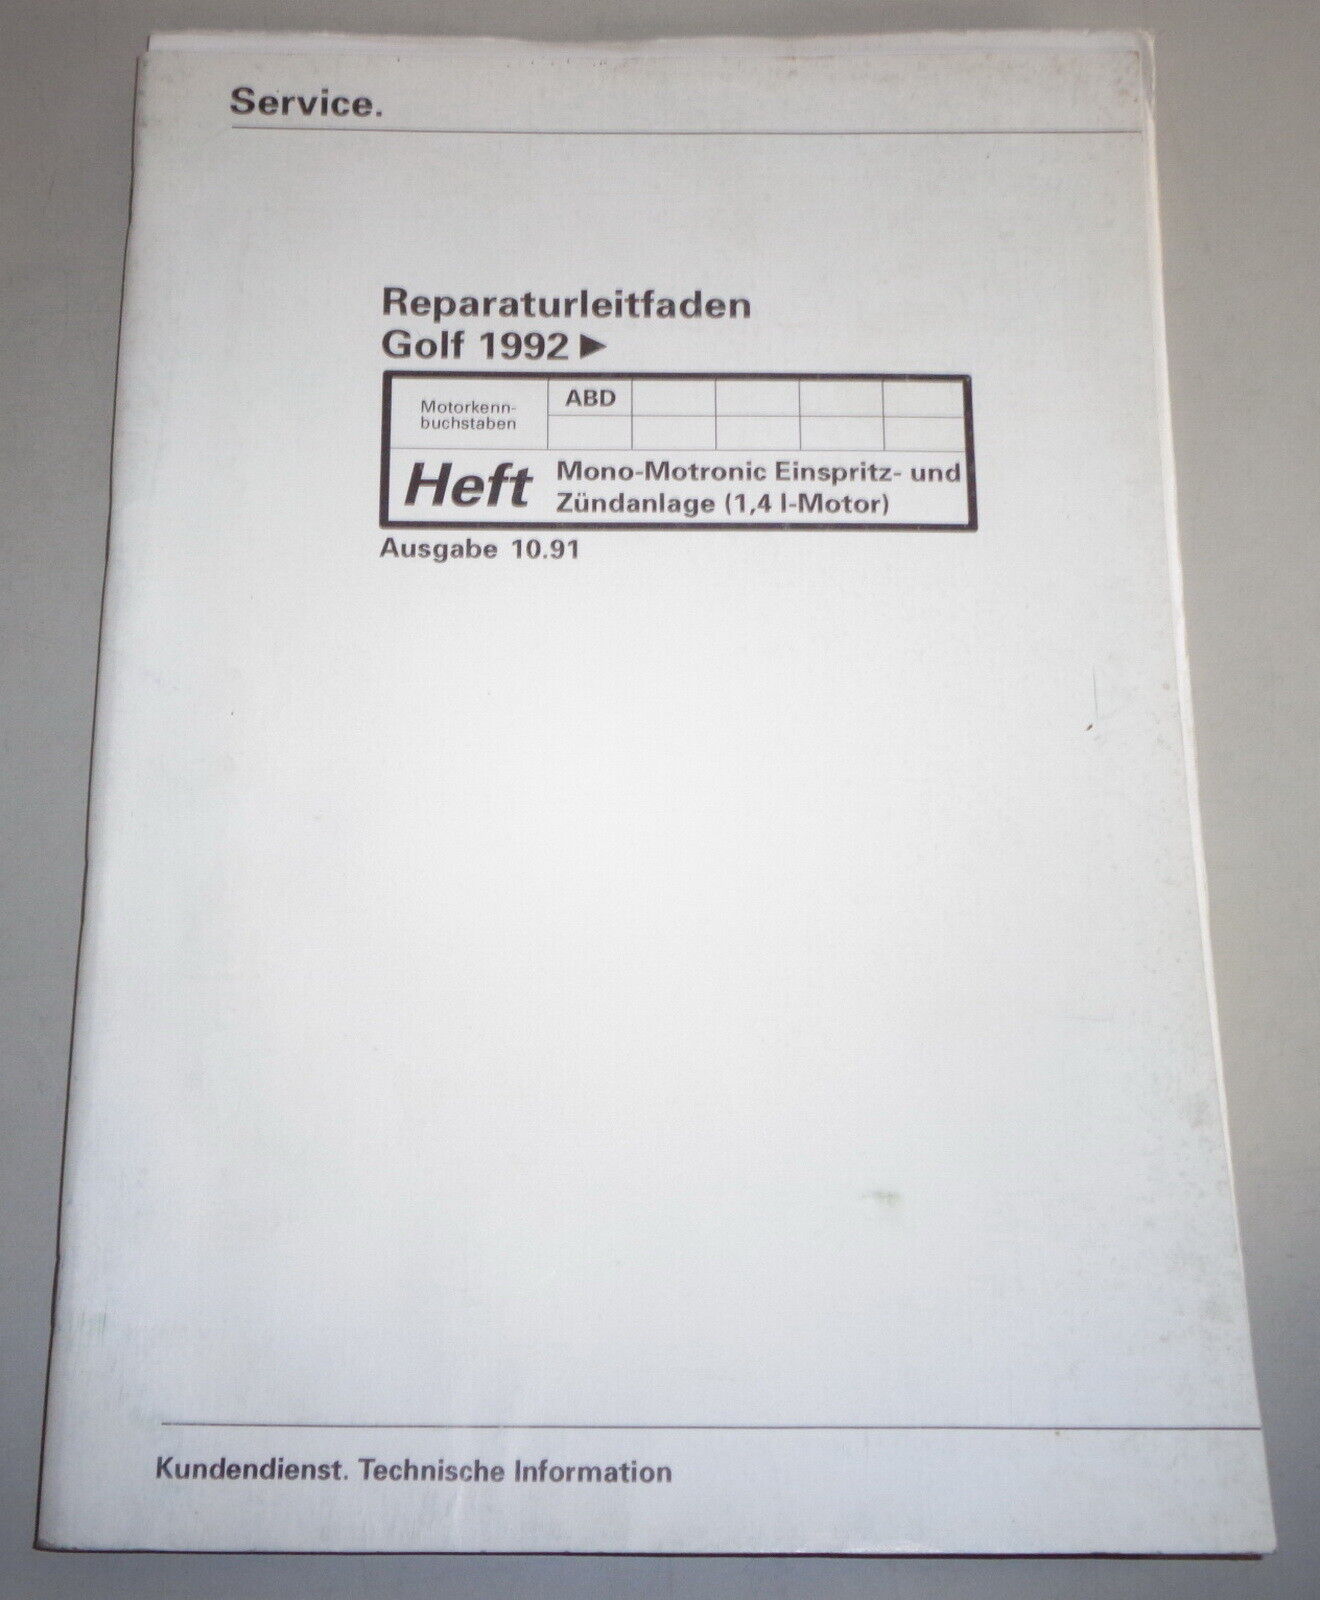 Service.
Reparaturleitfaden
Golf 1992 ►
Motorkenn-
buchstaben
ABD
Heft
Mono-Motronic Einspritz- und
Zündanlage (1,4 l-Motor)
Ausgabe 10.91
Kundendienst. Technische Information